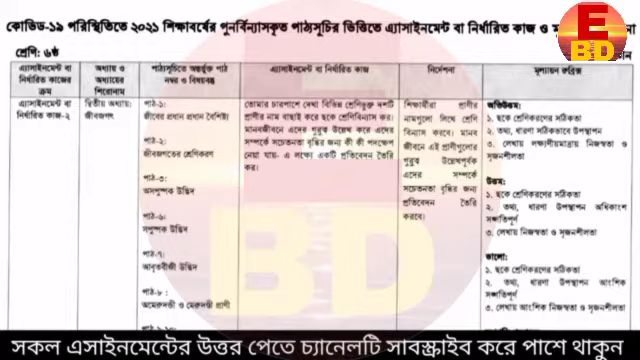 কোভিড-১৯ পরিস্থিতিতে ২০২১ শিক্ষাবর্ষের পুনর্বিন্যাসকৃত পাঠ্যসূচির ভিত্তিতে এ্যাসাইনমেন্ট বা নির্ধারিত কাজ ও
শ্রেণি: ৬ষ্ঠ
এ্যাসাইনমেন্ট বা
নির্ধারিত কাজের
ক্রম
অধ্যায় ও
অধ্যায়ের
শিরোনাম
পাঠ্যসূচিতে অন্তর্ভুক্ত পাঠ
নম্বর ও বিষয়বস্তু
এ্যাসাইনমেন্ট বা নির্ধারিত কাজ
নির্দেশনা
মূল্যায়ন রুব্রিক্স
এ্যাসাইনমেন্ট বা
নির্ধারিত কাজ-২
দ্বিতীয় অধ্যায়:
জীবজগৎ
পাঠ-১:
জীবের প্রধান প্রধান বৈশিষ্ট্য
পাঠ-২:
জীবজগতের শ্রেণিকরণ
পাঠ-৩:
অসপুষ্পক উদ্ভিদ
পাঠ-৬:
সপুষ্পক উদ্ভিদ
পাঠ-৭:
আবৃতবীজী উদ্ভিদ
পাঠ-৮:
অমেরুদণ্ডী ও মেরুদণ্ডী প্রাণী
তোমার চারপাশে দেখা বিভিন্ন শ্রেণিভুক্ত দশটি
প্রাণীর নাম বাছাই করে ছকে শ্রেণিবিন্যাস কর।
মানবজীবনে এদের গুরুত্ব উল্লেখ করে এদের
সম্পর্কে সচেতনতা বৃদ্ধির জন্য কী কী পদক্ষেপ
নেয়া যায়- এ লক্ষ্যে একটি প্রতিবেদন তৈরি
কর।
শিক্ষার্থীরা প্রাণীর
নামগুলো লিখে শ্রেণি
বিন্যাস করবে। মানব
জীবনে এই প্রাণীগুলোর
গুরুত্ব উল্লেখপূর্বক
এদের সম্পর্কে
সচেতনতা বৃদ্ধির জন্য
প্রতিবেদন তৈরি
করবে।
অতিউত্তম:
১. ছকে শ্রেণিকরণের সঠিকতা
২. তথ্য, ধারণা সঠিকভাবে উপস্থাপন
৩. লেখায় লক্ষ্যণীয়মাত্রায় নিজস্বতা ও
সৃজনশীলতা
উত্তম:
১. ছকে শ্রেণিকরণের সঠিকতা
২. তথ্য, ধারণা উপস্থাপন অধিকাংশ
সঙ্গতিপূর্ণ
৩. লেখায় নিজস্বতা ও সৃজনশীলতা
ভালো:
১. ছকে শ্রেণিকরণের সঠিকতা
২. তথ্য, ধারণা উপস্থাপন আংশিক
সঙ্গতিপূর্ণ
৩. লেখায় আংশিক নিজস্বতা ও সৃজনশীলতা
E
BD
E
BD
সকল এসাইনমেন্টের উত্তর পেতে চ্যানেলটি সাবস্ক্রাইব করে পাশে থাকুন